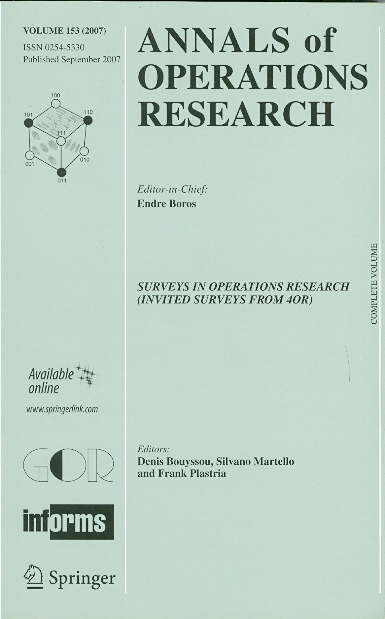 VOLUME 153 (2007)
ISSN 0254-5330
Published September 2007
100
101
110
111
001
010
011
ANNALS of
OPERATIONS
RESEARCH
Editor-in-Chief:
Endre Boros
SURVEYS IN OPERATIONS RESEARCH
(INVITED SURVEYS FROM 4OR)
COMPLETE VOLUME
Available
online
www.springerlink.com
Editors:
Denis Bouyssou, Silvano Martello
and Frank Plastria
GOR
informs
Springer